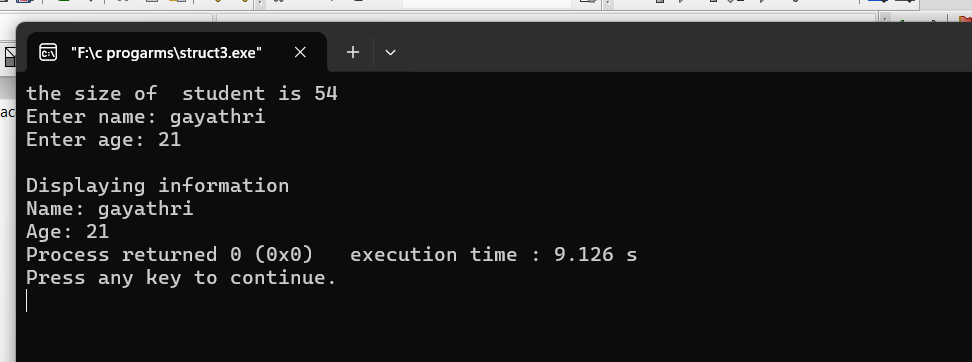 "F:\c progarms\struct3.exe"
ac
the size of  student is 54
Enter name: gayathri
Enter age: 21
Displaying information
Name: gayathri
Age: 21
Process returned 0 (0x0)   execution time : 9.126 s
Press any key to continue.